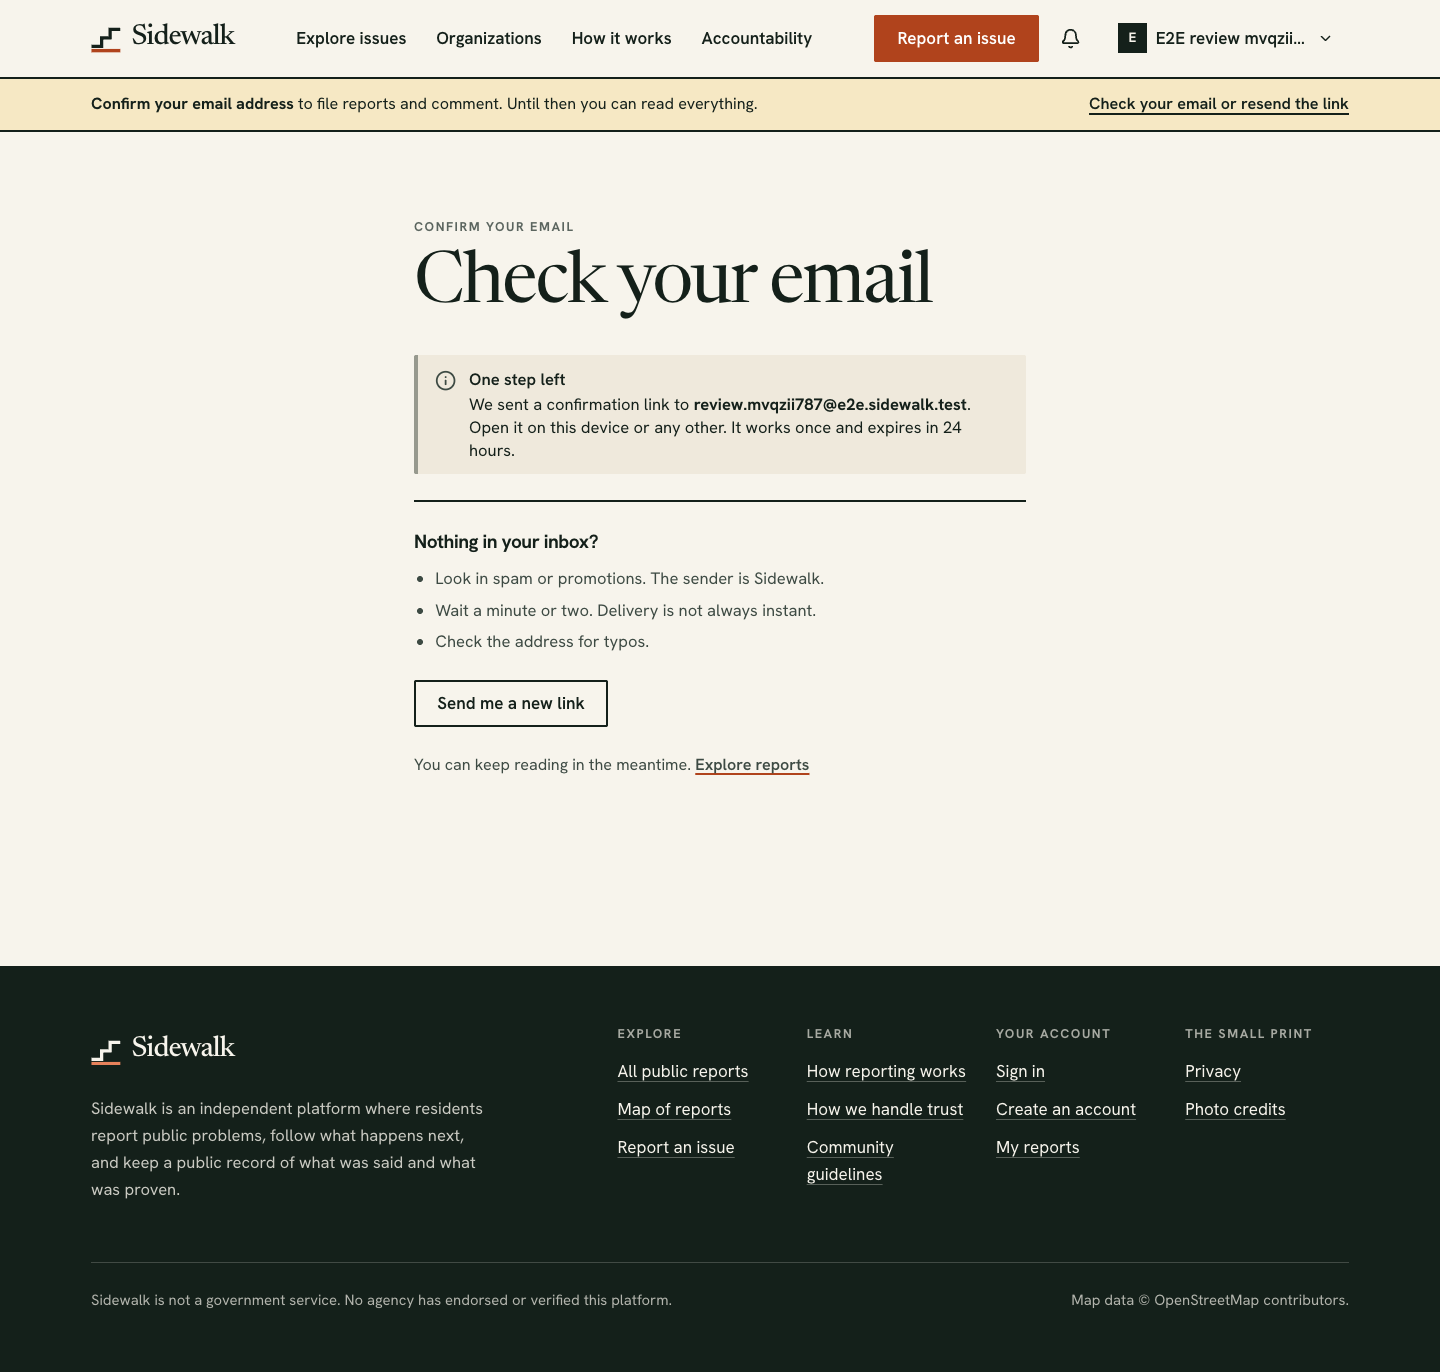 Sidewalk
Explore issues
Organizations
How it works
Accountability
Report an issue
E
E2E review mvqzii...
Confirm your email address to file reports and comment. Until then you can read everything.
Check your email or resend the link
CONFIRM YOUR EMAIL
Check your email
One step left
We sent a confirmation link to review.mvqzii787@e2e.sidewalk.test.
Open it on this device or any other. It works once and expires in 24
hours.
Nothing in your inbox?
Look in spam or promotions. The sender is Sidewalk.
Wait a minute or two. Delivery is not always instant.
Check the address for typos.
Send me a new link
You can keep reading in the meantime. Explore reports
Sidewalk
Sidewalk is an independent platform where residents
report public problems, follow what happens next,
and keep a public record of what was said and what
was proven.
EXPLORE
All public reports
Map of reports
Report an issue
LEARN
How reporting works
How we handle trust
Community
guidelines
YOUR ACCOUNT
Sign in
Create an account
My reports
THE SMALL PRINT
Privacy
Photo credits
Sidewalk is not a government service. No agency has endorsed or verified this platform.
Map data © OpenStreetMap contributors.